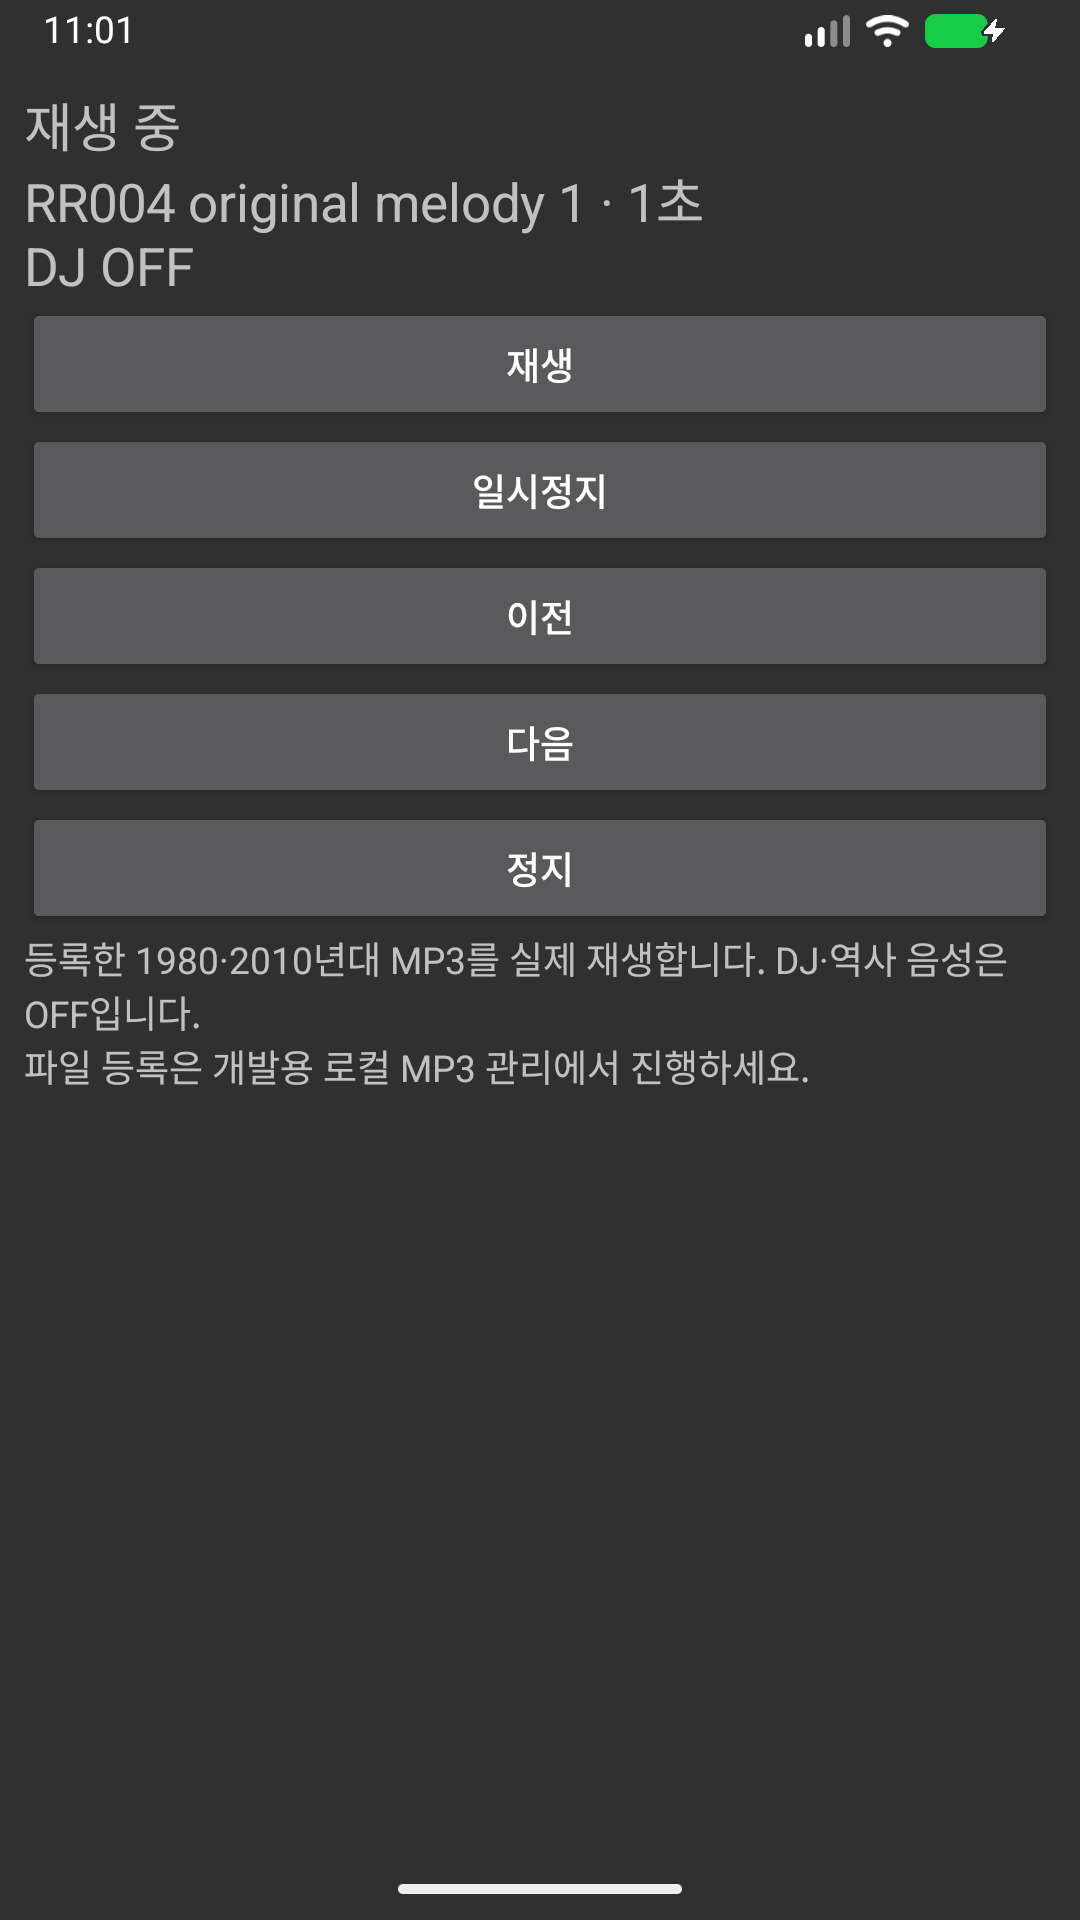 11:01
재생 중
RR004 original melody 1 · 1초
DJ OFF
재생
일시정지
이전
다음
정지
등록한 1980·2010년대 MP3를 실제 재생합니다. DJ·역사 음성은
OFF입니다.
파일 등록은 개발용 로컬 MP3 관리에서 진행하세요.